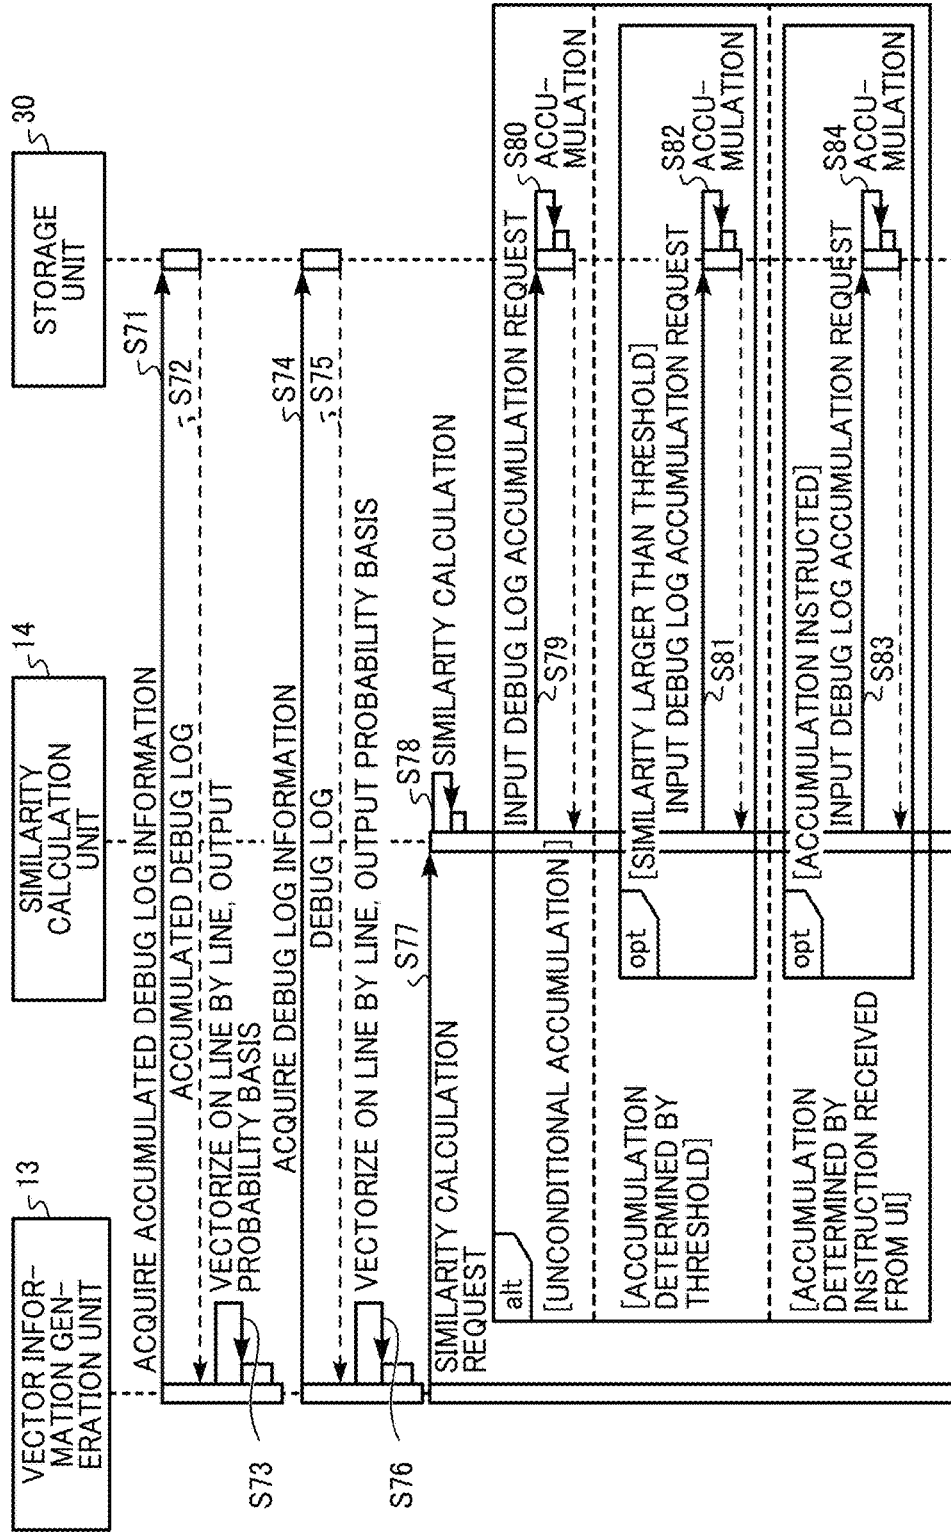 VECTOR INFOR-
MATION GEN-
ERATION UNIT
13
SIMILARITY
CALCULATION
UNIT
14
STORAGE
UNIT
30
ACQUIRE ACCUMULATED DEBUG LOG INFORMATION
S71
ACCUMULATED DEBUG LOG
S72
VECTORIZE ON LINE BY LINE, OUTPUT
PROBABILITY BASIS
S73
ACQUIRE DEBUG LOG INFORMATION
S74
DEBUG LOG
S75
VECTORIZE ON LINE BY LINE, OUTPUT PROBABILITY BASIS
S76
SIMILARITY CALCULATION
REQUEST
S77
S78
SIMILARITY CALCULATION
alt
[UNCONDITIONAL ACCUMULATION]
INPUT DEBUG LOG ACCUMULATION REQUEST
S79
S80
ACCU-
MULATION
[ACCUMULATION
DETERMINED BY
THRESHOLD]
opt
[SIMILARITY LARGER THAN THRESHOLD]
INPUT DEBUG LOG ACCUMULATION REQUEST
S81
S82
ACCU-
MULATION
[ACCUMULATION
DETERMINED BY
INSTRUCTION RECEIVED
FROM UI]
opt
[ACCUMULATION INSTRUCTED]
INPUT DEBUG LOG ACCUMULATION REQUEST
S83
S84
ACCU-
MULATION